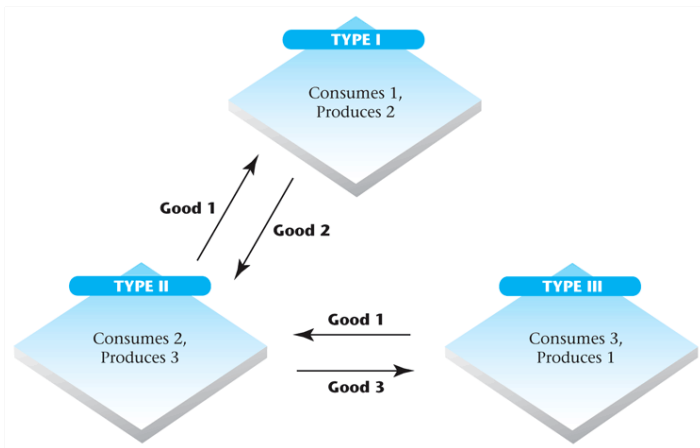 TYPE I
Consumes 1,
Produces 2
Good 1
Good 2
TYPE II
Consumes 2,
Produces 3
Good 1
Good 3
TYPE III
Consumes 3,
Produces 1